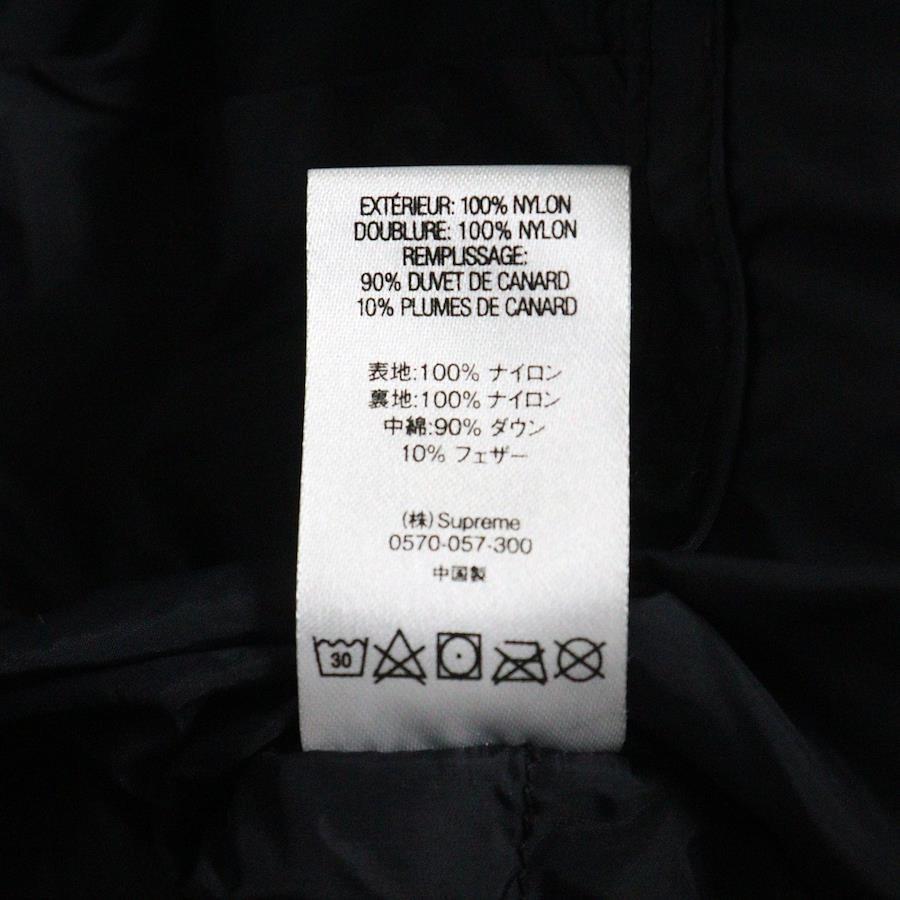 EXTÉRIEUR: 100% NYLON
DOUBLURE: 100% NYLON
REMPLISSAGE:
90% DUVET DE CANARD
10% PLUMES DE CANARD
表地:100% ナイロン
裏地:100% ナイロン
中綿:90% ダウン
10% フェザー
(株)Supreme
0570-057-300
中国製
30